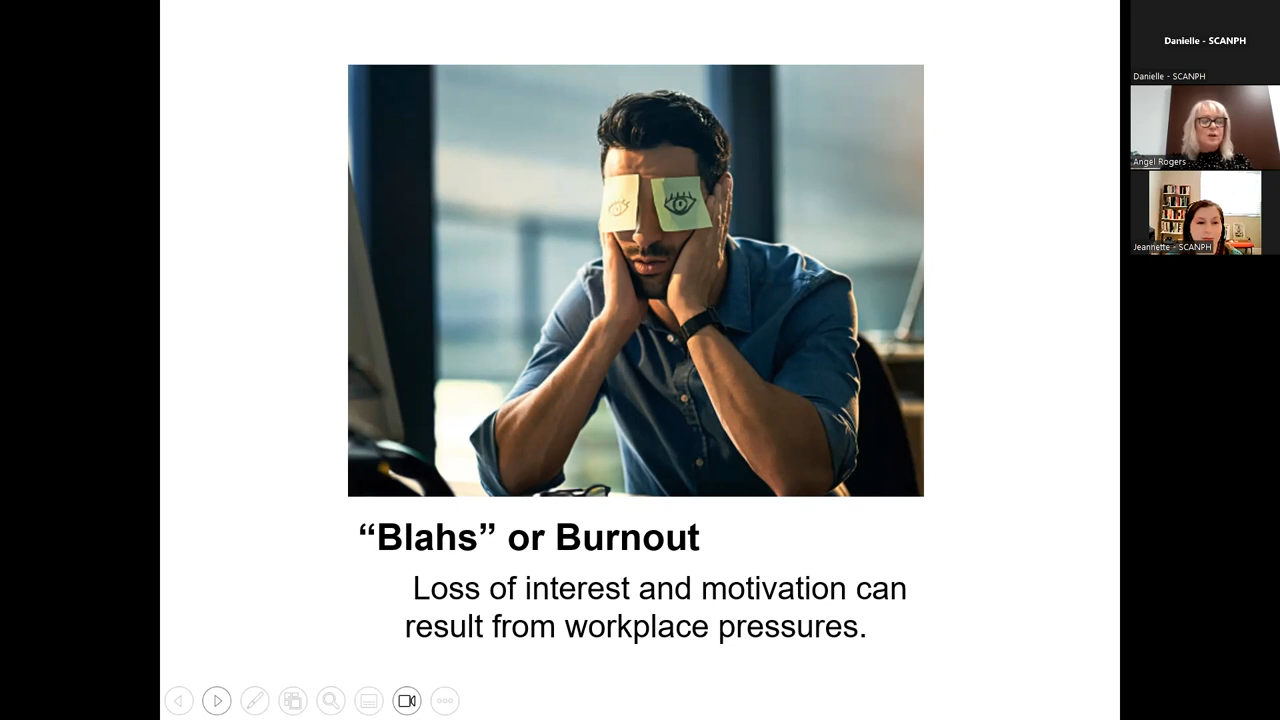 “Blahs” or Burnout
Loss of interest and motivation can
result from workplace pressures.
Danielle - SCANPH
Danielle - SCANPH
Angel Rogers
Jeannette - SCANPH